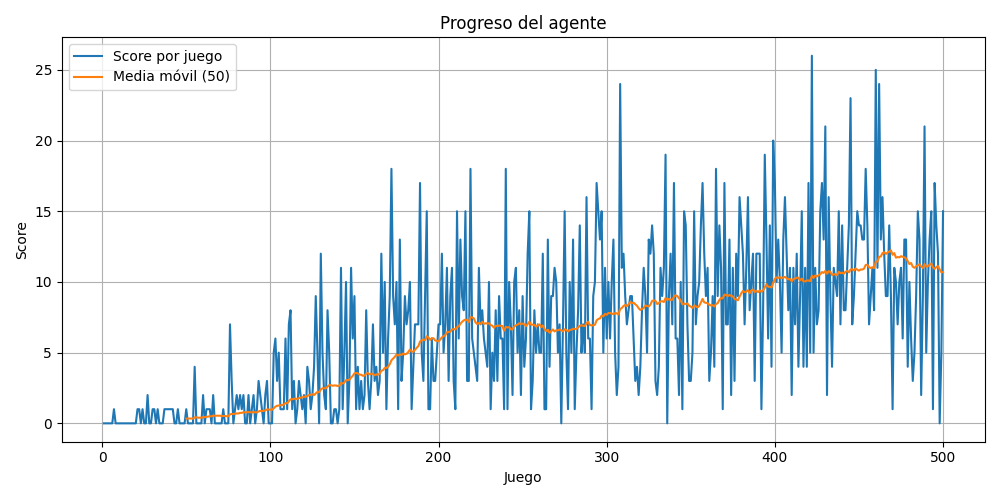 Progreso del agente
Score por juego
Media móvil (50)
Score
25
20
15
10
5
0
0 100 200 300 400 500
Juego